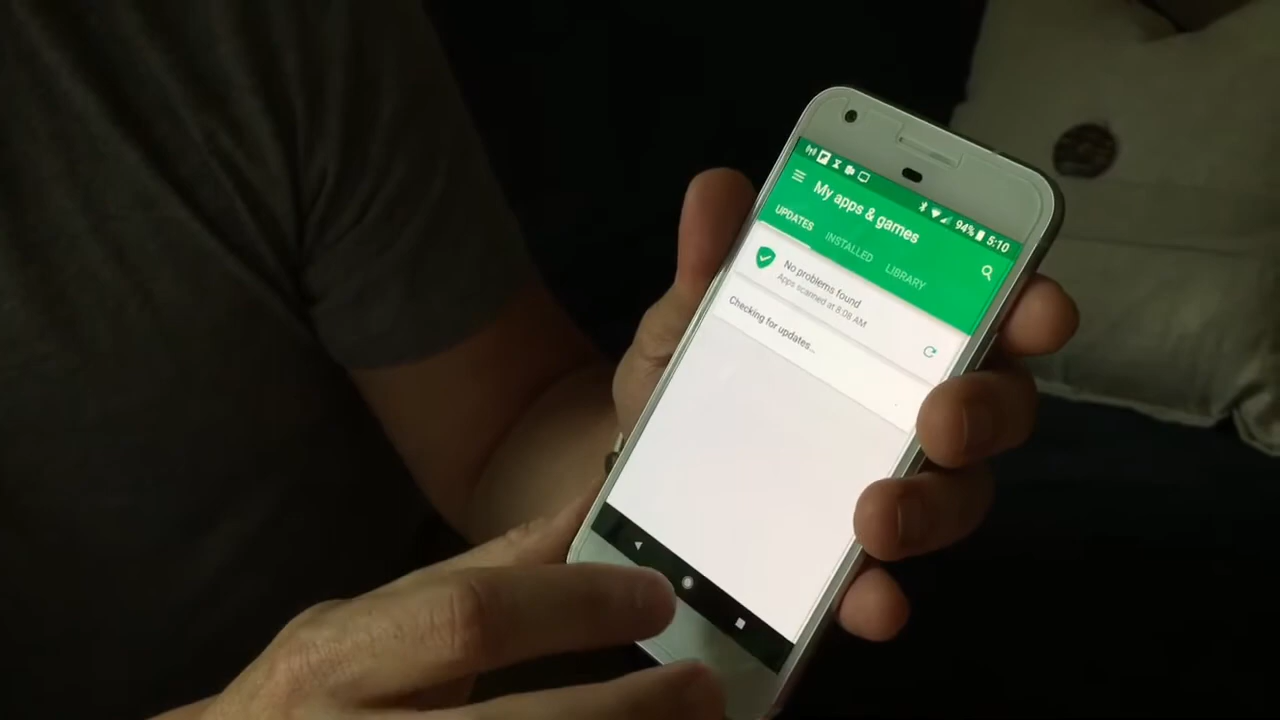 94% 5:10
My apps & games
UPDATES INSTALLED LIBRARY
No problems found
Apps scanned at 8:08 AM
Checking for updates...